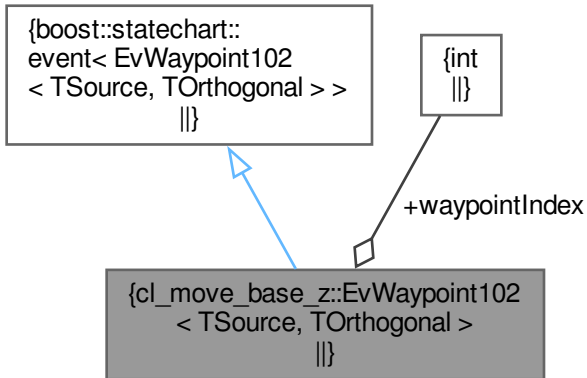 {boost::statechart::
event< EvWaypoint102
< TSource, TOrthogonal > >
||}
{int
||}
+waypointIndex
{cl_move_base_z::EvWaypoint102
< TSource, TOrthogonal >
||}